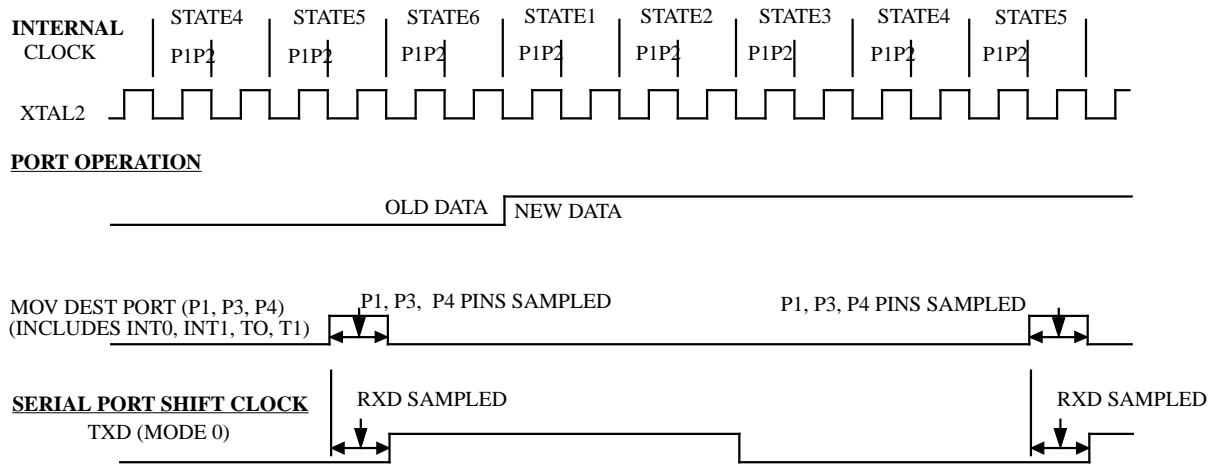 STATE4 STATE5 STATE6 STATE1 STATE2 STATE3 STATE4 STATE5
INTERNAL
CLOCK
P1P2 P1P2 P1P2 P1P2 P1P2 P1P2 P1P2 P1P2
XTAL2
PORT OPERATION
OLD DATA NEW DATA
MOV DEST PORT (P1, P3, P4) P1, P3, P4 PINS SAMPLED P1, P3, P4 PINS SAMPLED
(INCLUDES INT0, INT1, TO, T1)
SERIAL PORT SHIFT CLOCK RXD SAMPLED RXD SAMPLED
TXD (MODE 0)